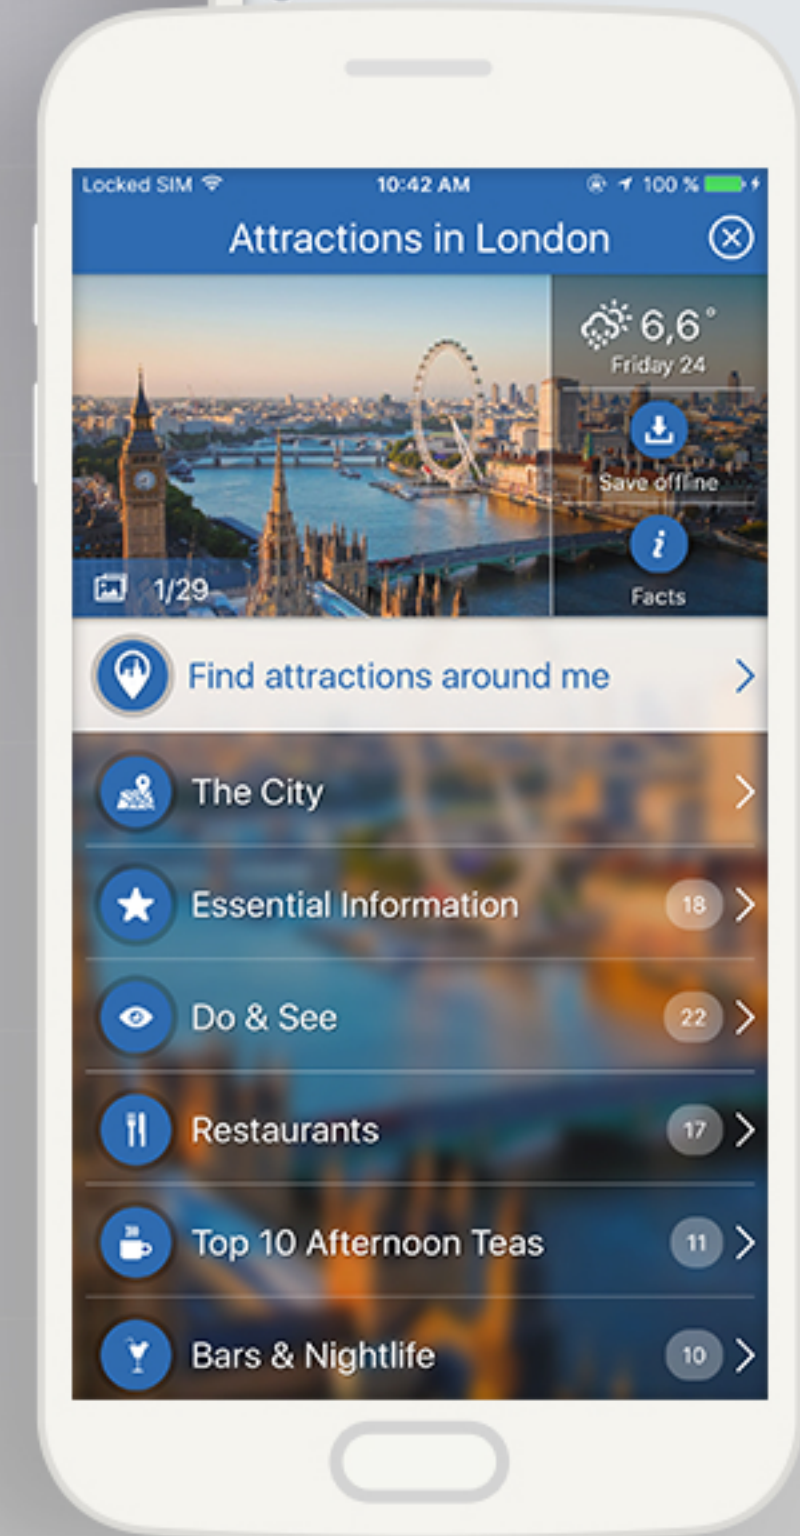 Locked SIM 10:42 AM 100 %
Attractions in London
6,6°
Friday 24
Save offline
i
Facts
1/29
Find attractions around me
The City
Essential Information 18
Do & See 22
Restaurants 17
Top 10 Afternoon Teas 11
Bars & Nightlife 10